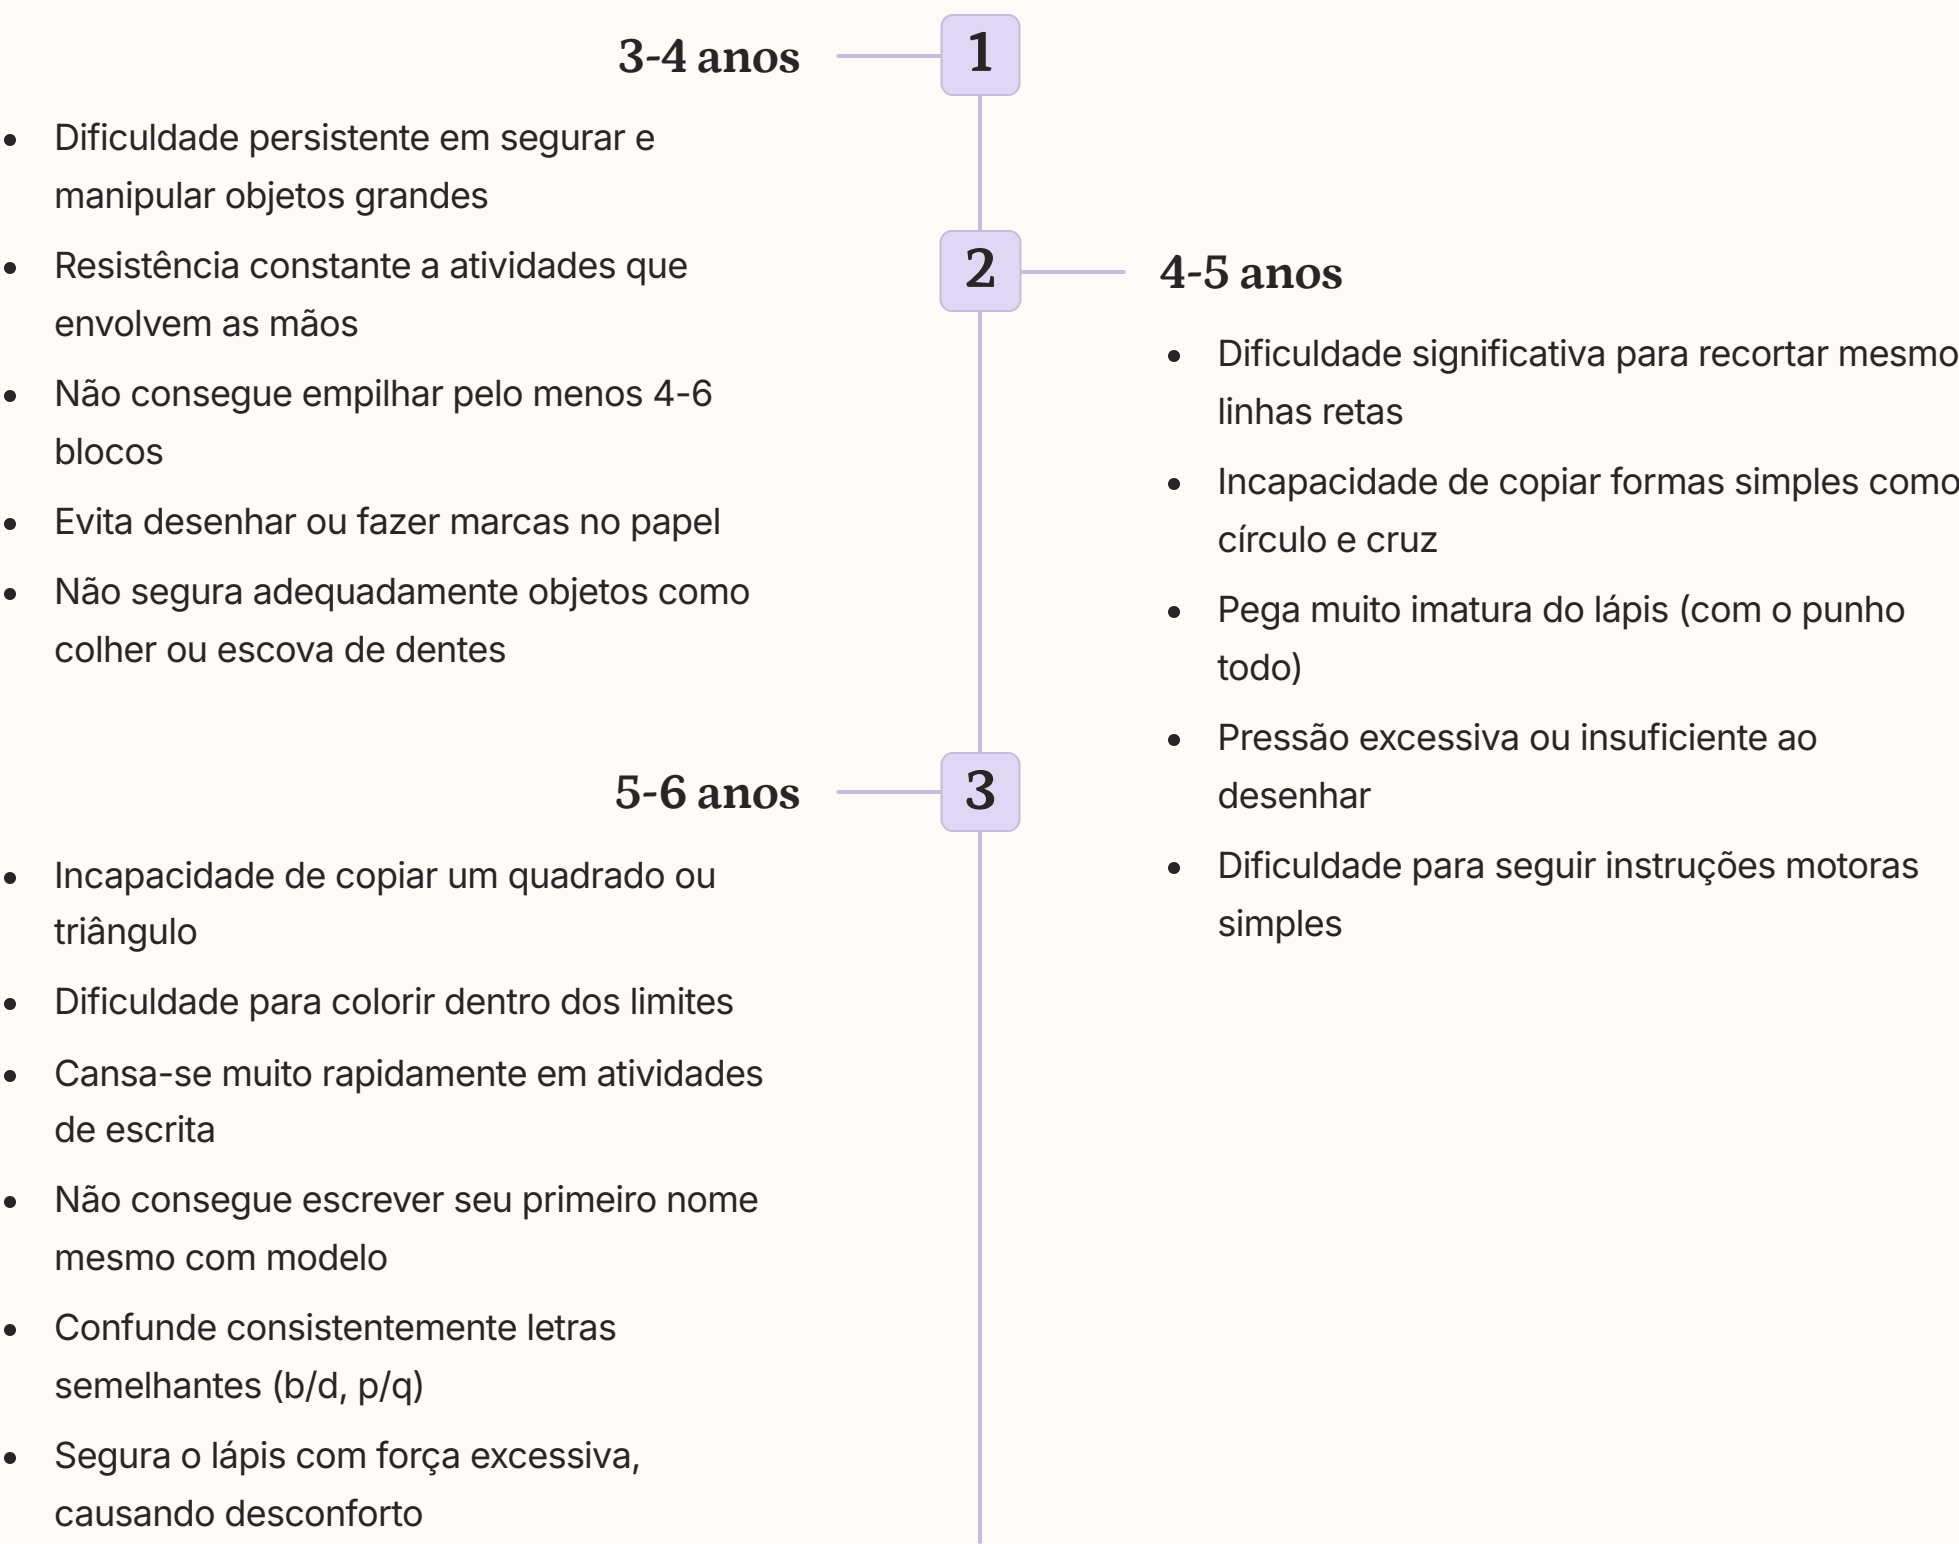 3-4 anos
1
Dificuldade persistente em segurar e
manipular objetos grandes
Resistência constante a atividades que
envolvem as mãos
Não consegue empilhar pelo menos 4-6
blocos
Evita desenhar ou fazer marcas no papel
Não segura adequadamente objetos como
colher ou escova de dentes
2
4-5 anos
Dificuldade significativa para recortar mesmo
linhas retas
Incapacidade de copiar formas simples como
círculo e cruz
Pega muito imatura do lápis (com o punho
todo)
Pressão excessiva ou insuficiente ao
desenhar
Dificuldade para seguir instruções motoras
simples
5-6 anos
3
Incapacidade de copiar um quadrado ou
triângulo
Dificuldade para colorir dentro dos limites
Cansa-se muito rapidamente em atividades
de escrita
Não consegue escrever seu primeiro nome
mesmo com modelo
Confunde consistentemente letras
semelhantes (b/d, p/q)
Segura o lápis com força excessiva,
causando desconforto